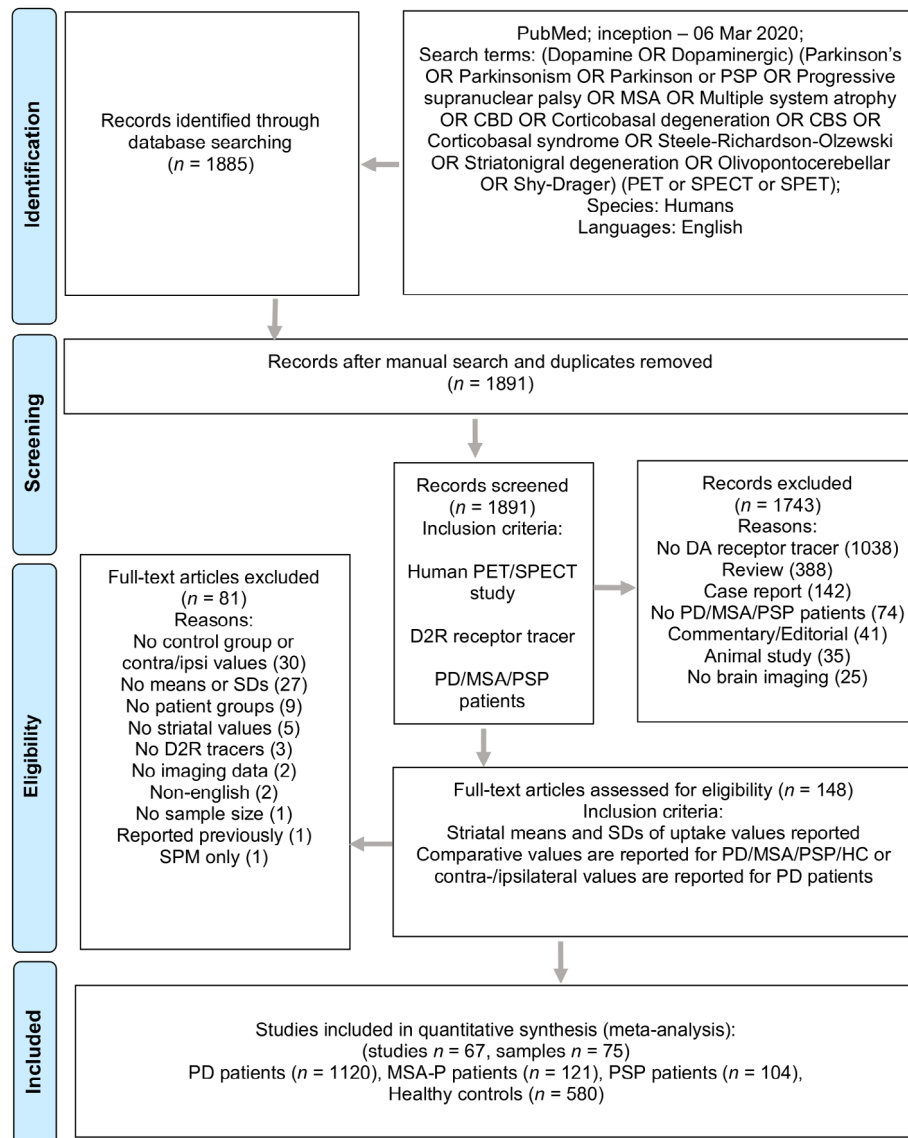 Identification
Records identified through
database searching
(n = 1885)
PubMed; inception – 06 Mar 2020;
Search terms: (Dopamine OR Dopaminergic) (Parkinson’s
OR Parkinsonism OR Parkinson or PSP OR Progressive
supranuclear palsy OR MSA OR Multiple system atrophy
OR CBD OR Corticobasal degeneration OR CBS OR
Corticobasal syndrome OR Steele-Richardson-Olzewski
OR Striatonigral degeneration OR Olivopontocerebellar
OR Shy-Drager) (PET or SPECT or SPET);
Species: Humans
Languages: English
Screening
Records after manual search and duplicates removed
(n = 1891)
Records screened
(n = 1891)
Inclusion criteria:
Human PET/SPECT
study
D2R receptor tracer
PD/MSA/PSP
patients
Records excluded
(n = 1743)
Reasons:
No DA receptor tracer (1038)
Review (388)
Case report (142)
No PD/MSA/PSP patients (74)
Commentary/Editorial (41)
Animal study (35)
No brain imaging (25)
Eligibility
Full-text articles excluded
(n = 81)
Reasons:
No control group or
contra/ipsi values (30)
No means or SDs (27)
No patient groups (9)
No striatal values (5)
No D2R tracers (3)
No imaging data (2)
Non-english (2)
No sample size (1)
Reported previously (1)
SPM only (1)
Full-text articles assessed for eligibility (n = 148)
Inclusion criteria:
Striatal means and SDs of uptake values reported
Comparative values are reported for PD/MSA/PSP/HC or
contra-/ipsilateral values are reported for PD patients
Included
Studies included in quantitative synthesis (meta-analysis):
(studies n = 67, samples n = 75)
PD patients (n = 1120), MSA-P patients (n = 121), PSP patients (n = 104),
Healthy controls (n = 580)